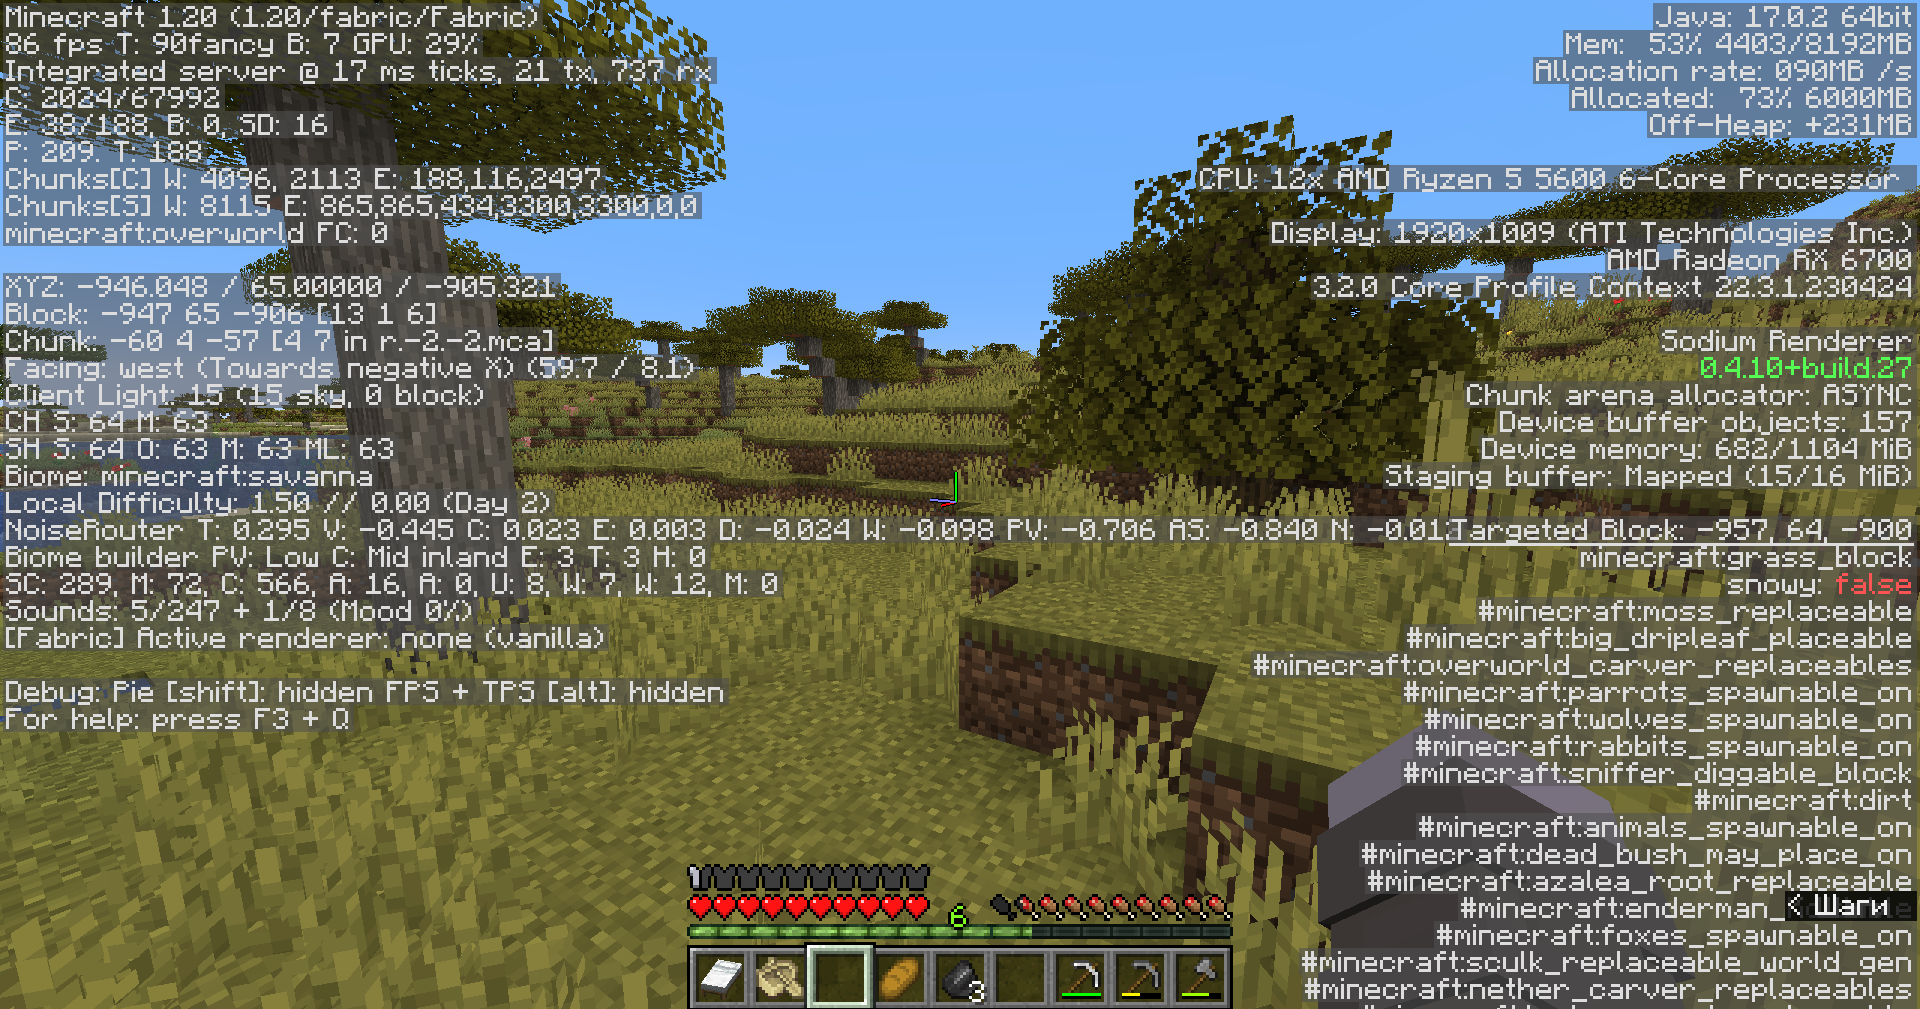 Minecraft 1.20 (1.20/fabric/Fabric)
86 fps T: 90fancy B: 7 GPU: 29%
Integrated server @ 17 ms ticks, 21 tx, 737 rx
C: 2024/67992
E: 38/188, B: 0, SD: 16
P: 209. T: 188
Chunks[C] W: 4096, 2113 E: 188,116,2497
Chunks[S] W: 8115 E: 865,865,434,3300,3300,0,0
minecraft:overworld FC: 0
XYZ: -946.048 / 65.00000 / -905.321
Block: -947 65 -906 [13 1 6]
Chunk: -60 4 -57 [4 7 in r.-2.-2.mca]
Facing: west (Towards negative X) (59.7 / 8.1)
Client Light: 15 (15 sky, 0 block)
CH S: 64 M: 63
SH S: 64 O: 63 M: 63 ML: 63
Biome: minecraft:savanna
Local Difficulty: 1.50 // 0.00 (Day 2)
NoiseRouter T: 0.295 V: -0.445 C: 0.023 E: 0.003 D: -0.024 W: -0.098 PV: -0.706 AS: -0.840 N: -0.013
Biome builder PV: Low C: Mid inland E: 3 T: 3 H: 0
SC: 289, M: 72, C: 566, A: 16, A: 0, U: 8, W: 7, W: 12, M: 0
Sounds: 5/247 + 1/8 (Mood 0%)
[Fabric] Active renderer: none (vanilla)
Debug: Pie [shift]: hidden FPS + TPS [alt]: hidden
For help: press F3 + Q
Java: 17.0.2 64bit
Mem: 53% 4403/8192MB
Allocation rate: 090MB /s
Allocated: 73% 6000MB
Off-Heap: +231MB
CPU: 12x AMD Ryzen 5 5600 6-Core Processor
Display: 1920x1009 (ATI Technologies Inc.)
AMD Radeon RX 6700
3.2.0 Core Profile Context 22.3.1.230424
Sodium Renderer
0.4.10+build.27
Chunk arena allocator: ASYNC
Device buffer objects: 157
Device memory: 682/1104 MiB
Staging buffer: Mapped (15/16 MiB)
Targeted Block: -957, 64, -900
minecraft:grass_block
snowy: false
#minecraft:moss_replaceable
#minecraft:big_dripleaf_placeable
#minecraft:overworld_carver_replaceables
#minecraft:parrots_spawnable_on
#minecraft:wolves_spawnable_on
#minecraft:rabbits_spawnable_on
#minecraft:sniffer_diggable_block
#minecraft:dirt
#minecraft:animals_spawnable_on
#minecraft:dead_bush_may_place_on
#minecraft:azalea_root_replaceable
#minecraft:enderman_
< Шаги
#minecraft:foxes_spawnable_on
#minecraft:sculk_replaceable_world_gen
#minecraft:nether_carver_replaceables
6
3